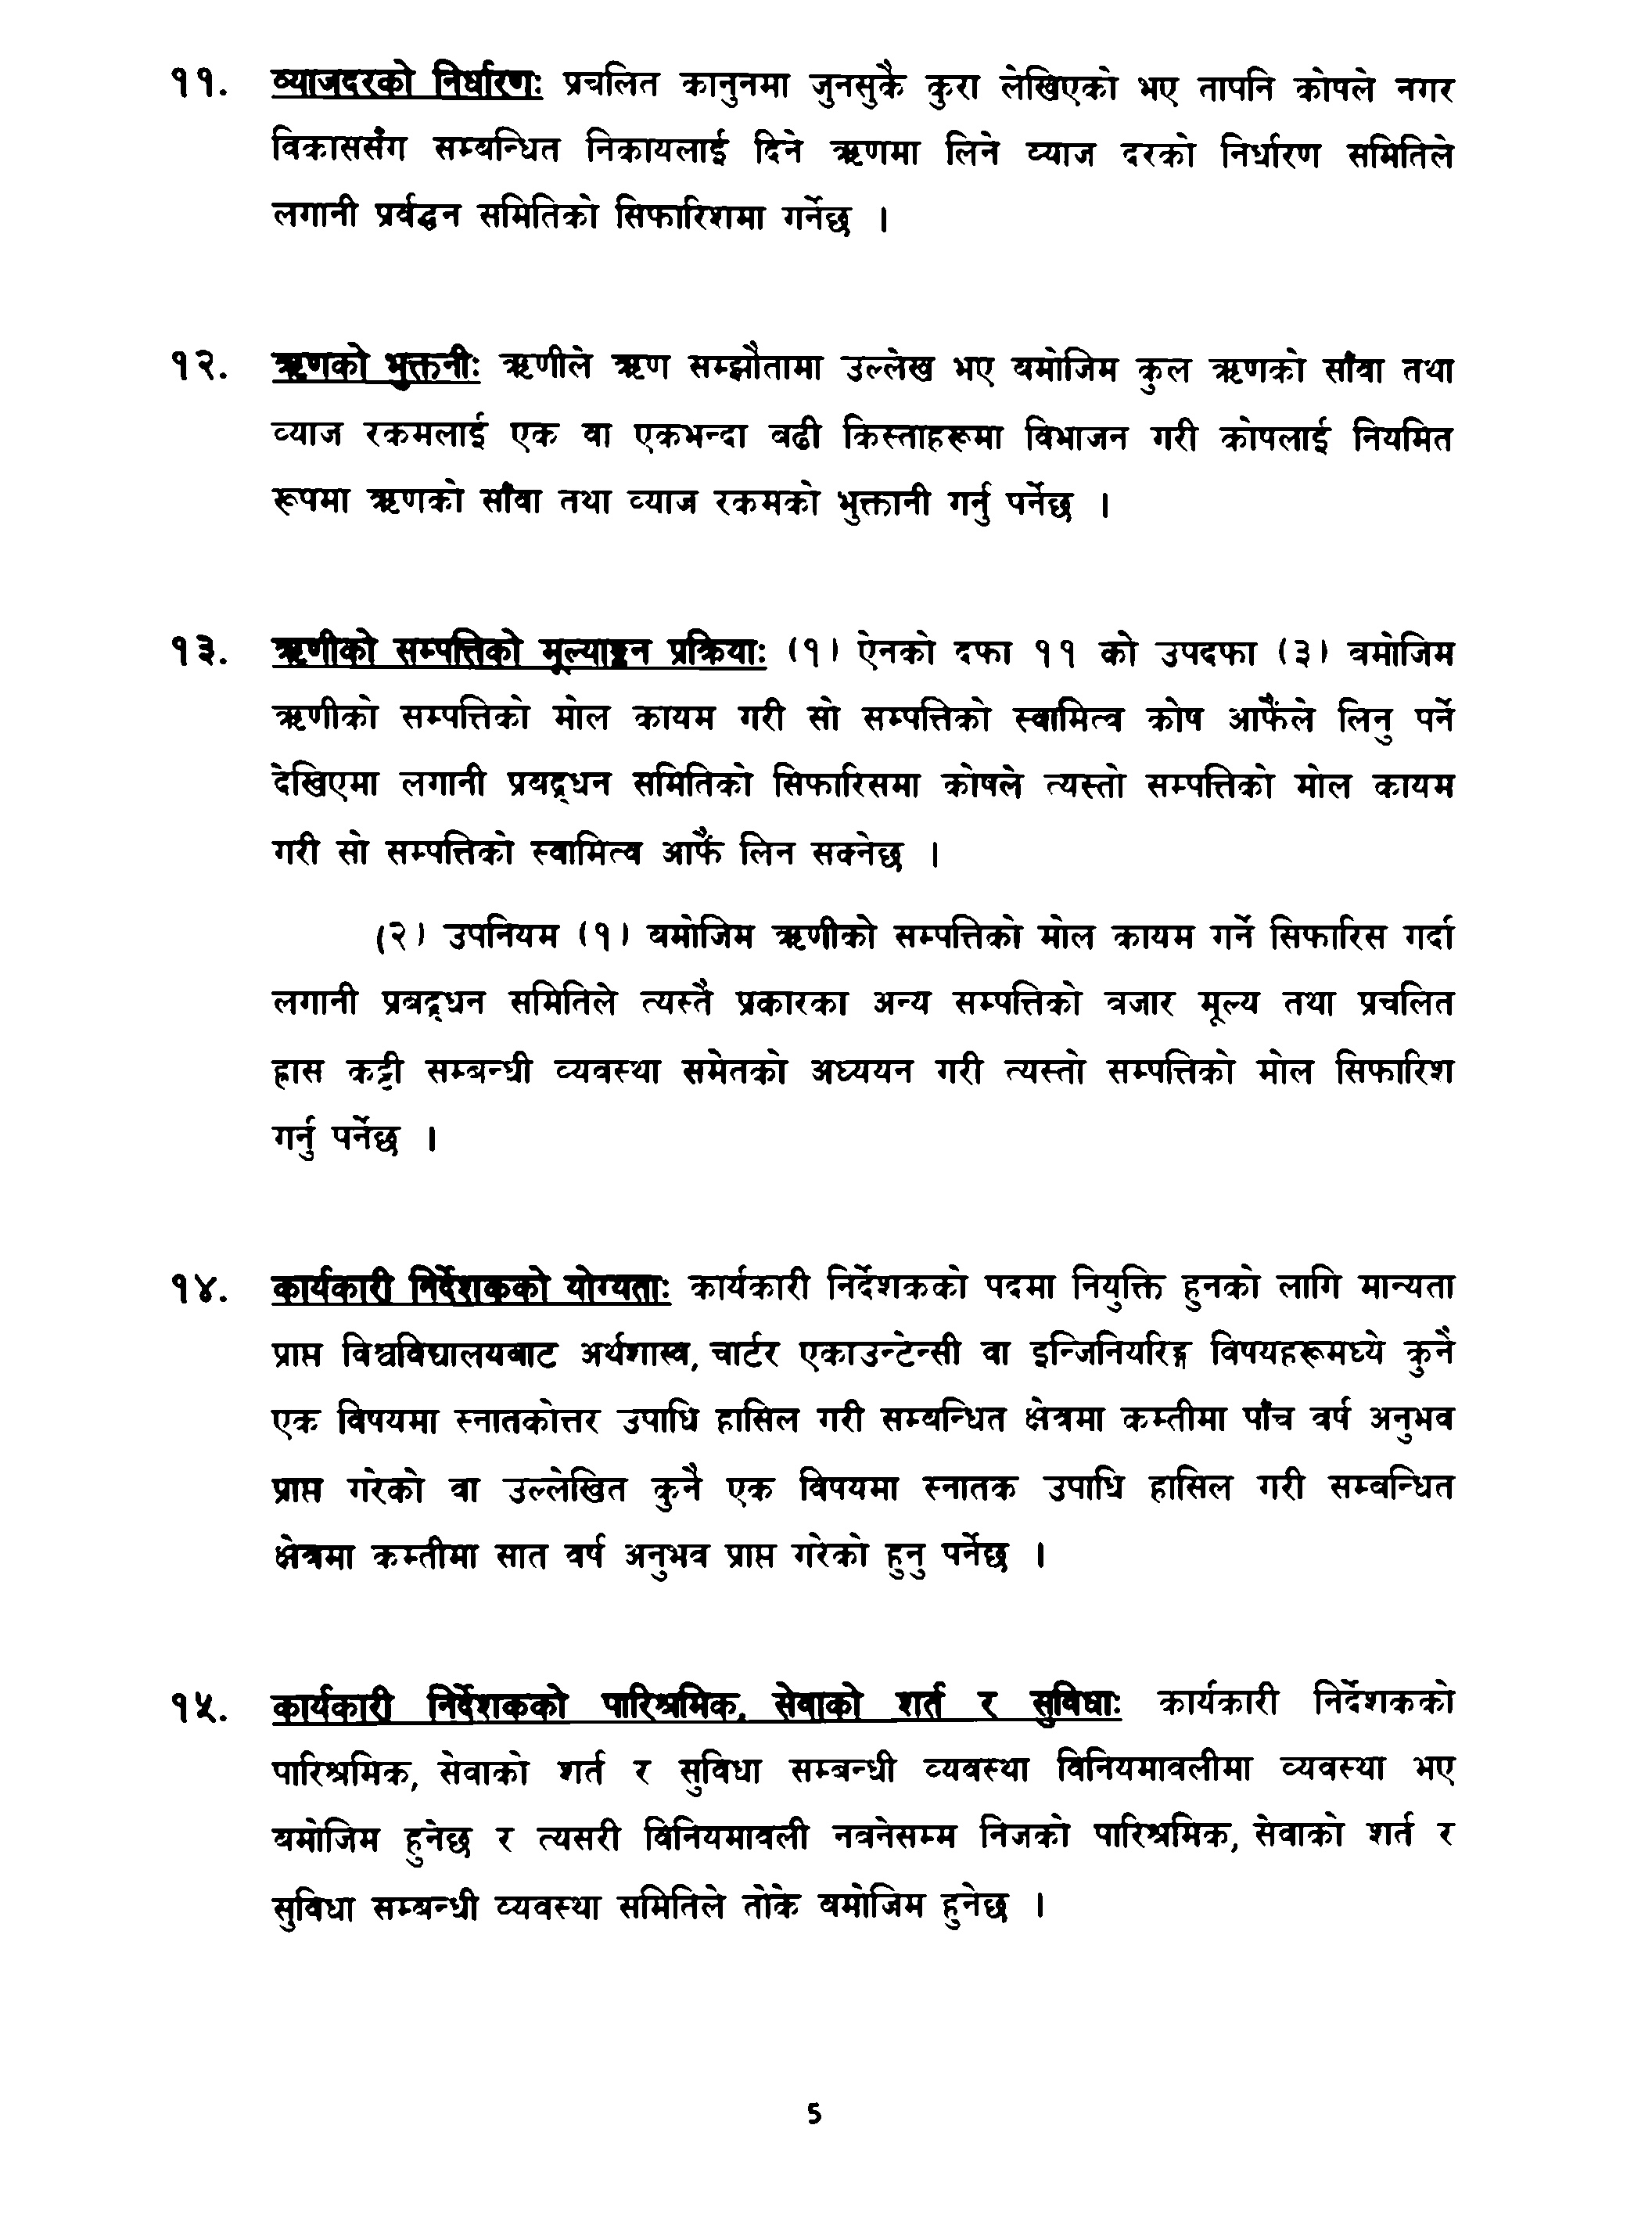 ११. व्याजदरको निर्धारणः प्रचलित कानुनमा जुनसुकै कुरा लेखिएको भए तापनि कोषले नगर
विकाससँग सम्बन्धित निकायलाई दिने ऋणमा लिने व्याज दरको निर्धारण समितिले
लगानी प्रर्वद्धन समितिको सिफारिशमा गर्नेछ ।
१२. ऋणको भुक्तनीः ऋणीले ऋण सम्झौतामा उल्लेख भए बमोजिम कुल ऋणको साँवा तथा
व्याज रकमलाई एक वा एकभन्दा बढी किस्ताहरूमा विभाजन गरी कोषलाई नियमित
रूपमा ऋणको साँवा तथा व्याज रकमको भुक्तानी गर्नु पर्नेछ ।
१३. ऋणीको सम्पत्तिको मूल्याङ्कन प्रक्रियाः (१) ऐनको दफा ११ को उपदफा (३) बमोजिम
ऋणीको सम्पत्तिको मोल कायम गरी सो सम्पत्तिको स्वामित्व कोष आफैंले लिनु पर्ने
देखिएमा लगानी प्रबद्र्धन समितिको सिफारिसमा कोषले त्यस्तो सम्पत्तिको मोल कायम
गरी सो सम्पत्तिको स्वामित्व आफैं लिन सक्नेछ ।
(२) उपनियम (१) बमोजिम ऋणीको सम्पत्तिको मोल कायम गर्ने सिफारिस गर्दा
लगानी प्रबद्र्धन समितिले त्यस्तै प्रकारका अन्य सम्पत्तिको बजार मूल्य तथा प्रचलित
ह्रास कट्टी सम्बन्धी व्यवस्था समेतको अध्ययन गरी त्यस्तो सम्पत्तिको मोल सिफारिश
गर्नु पर्नेछ ।
१४. कार्यकारी निर्देशकको योग्यताः कार्यकारी निर्देशकको पदमा नियुक्ति हुनको लागि मान्यता
प्राप्त विश्वविद्यालयबाट अर्थशास्त्र, चार्टर एकाउन्टेन्सी वा इन्जिनियरिङ्ग विषयहरूमध्ये कुनै
एक विषयमा स्नातकोत्तर उपाधि हासिल गरी सम्बन्धित क्षेत्रमा कम्तीमा पाँच वर्ष अनुभव
प्राप्त गरेको वा उल्लेखित कुनै एक विषयमा स्नातक उपाधि हासिल गरी सम्बन्धित
क्षेत्रमा कम्तीमा सात वर्ष अनुभव प्राप्त गरेको हुनु पर्नेछ ।
१५. कार्यकारी निर्देशकको पारिश्रमिक, सेवाको शर्त र सुविधाः कार्यकारी निर्देशकको
पारिश्रमिक, सेवाको शर्त र सुविधा सम्बन्धी व्यवस्था विनियमावलीमा व्यवस्था भए
बमोजिम हुनेछ र त्यसरी विनियमावली नबनेसम्म निजको पारिश्रमिक, सेवाको शर्त र
सुविधा सम्बन्धी व्यवस्था समितिले तोके बमोजिम हुनेछ ।
5